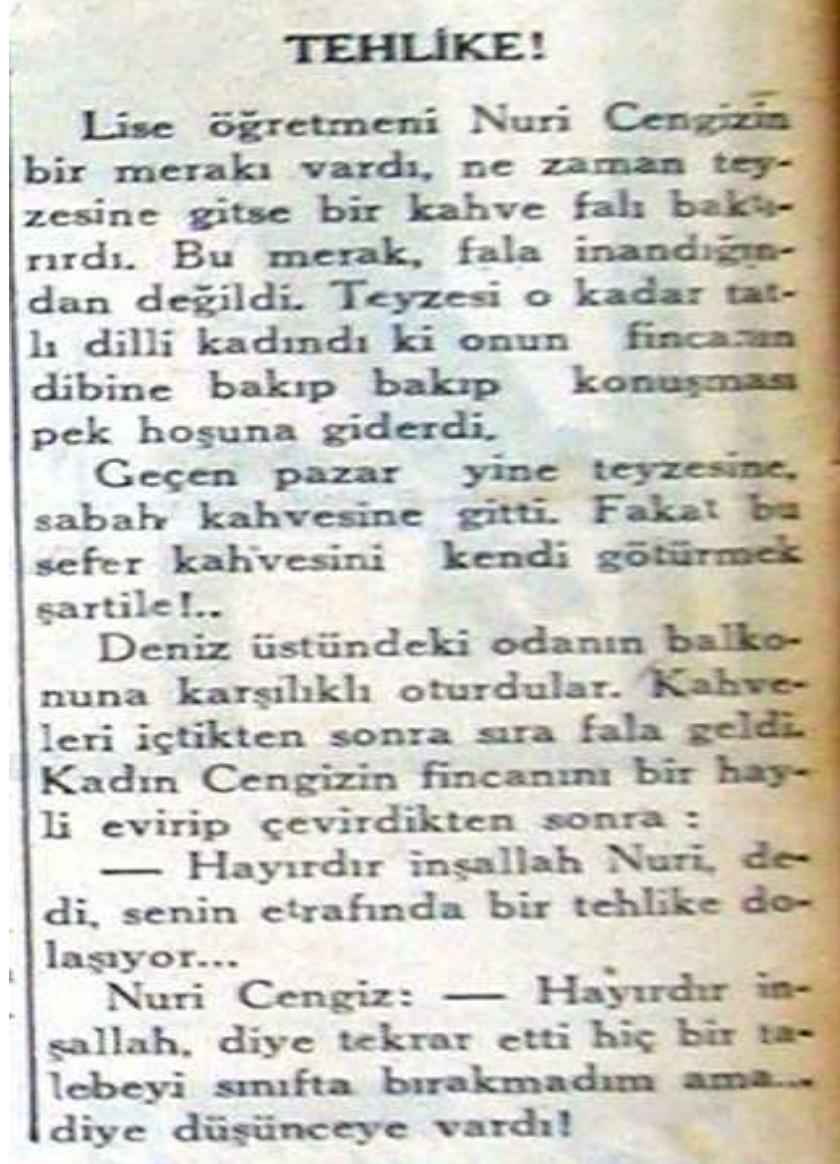 TEHLİKE!
Lise öğretmeni Nuri Cengizin
bir merakı vardı, ne zaman tey-
zesine gitse bir kahve falı baktı-
rırdı. Bu merak, fala inandığın-
dan değildi. Teyzesi o kadar tat-
lı dilli kadındı ki onun fincanın
dibine bakıp bakıp konuşması
pek hoşuna giderdi.
Geçen pazar yine teyzesine,
sabah kahvesine gitti. Fakat bu
sefer kahvesini kendi götürmek
şartile!..
Deniz üstündeki odanın balko-
nuna karşılıklı oturdular. Kahve-
leri içtikten sonra sıra fala geldi.
Kadın Cengizin fincanını bir hay-
li evirip çevirdikten sonra :
— Hayırdır inşallah Nuri, de-
di, senin etrafında bir tehlike do-
laşıyor...
Nuri Cengiz: — Hayırdır in-
şallah, diye tekrar etti hiç bir ta-
lebeyi sınıfta bırakmadım ama...
diye düşünceye vardı!